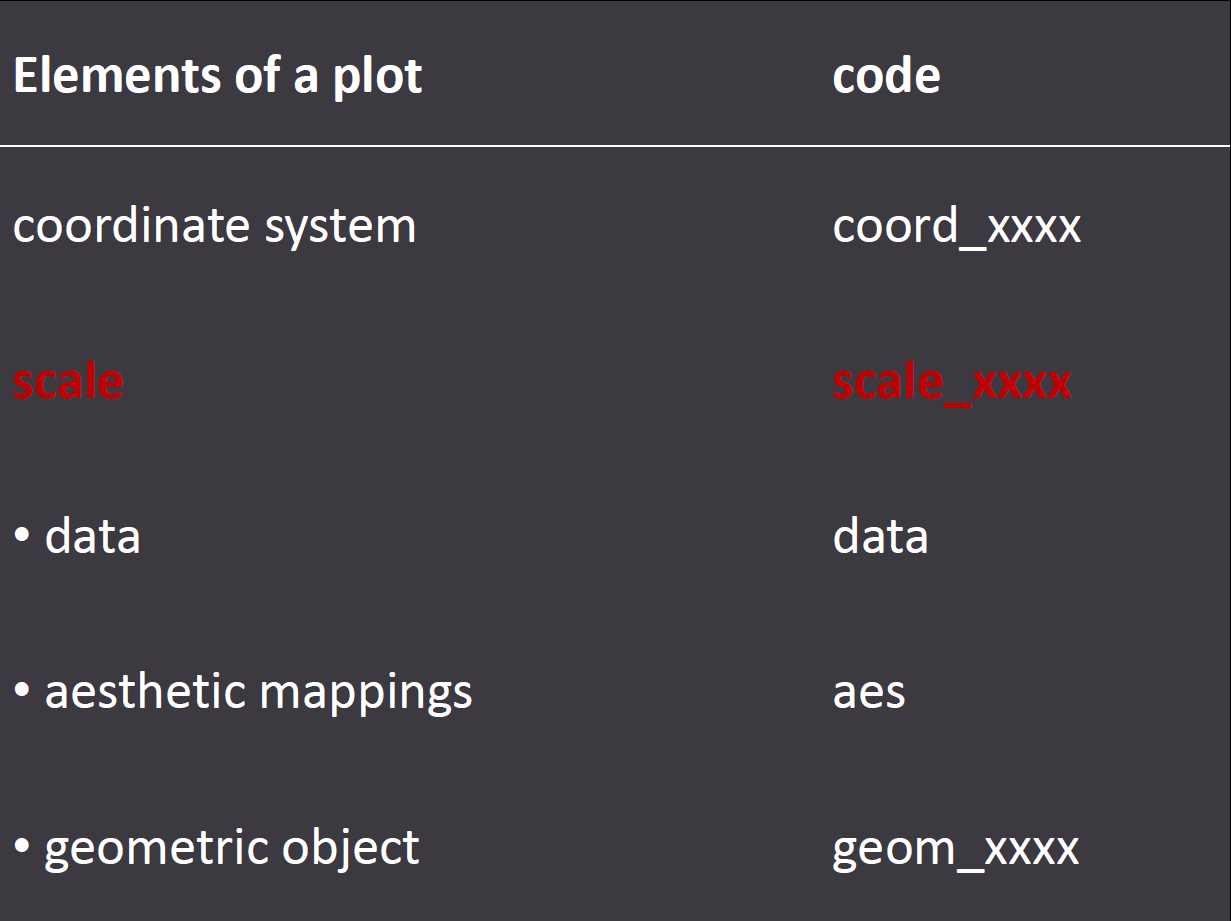 Elements of a plot code
coordinate system coord_xxxx
scale scale_xxxx
• data data
• aesthetic mappings aes
• geometric object geom_xxxx